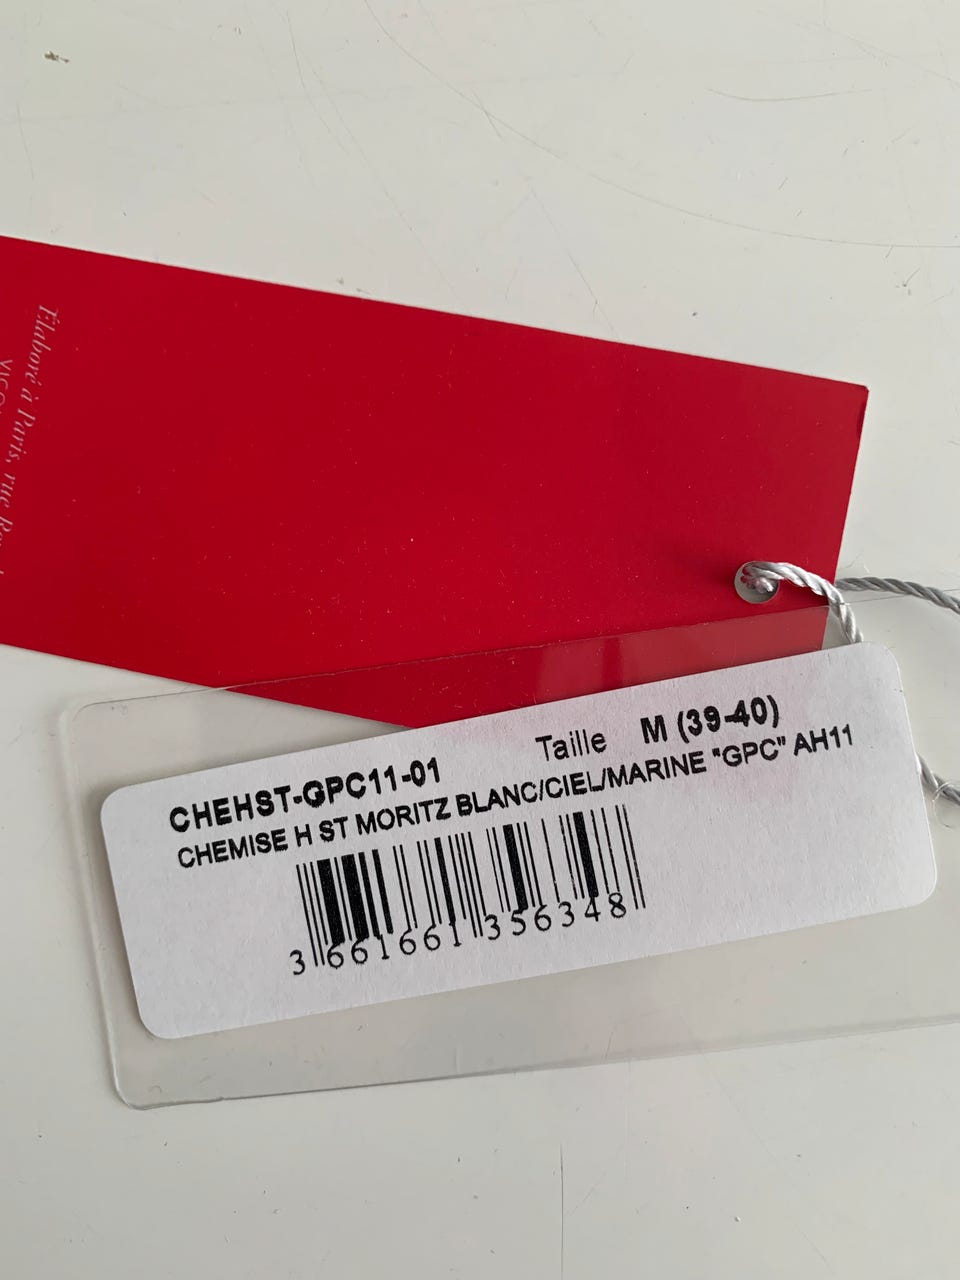 Élaboré à Paris, rue
CHEHST-GPC11-01 Taille M (39-40)
CHEMISE H ST MORITZ BLANC/CIEL/MARINE "GPC" AH11
3 661661 356348